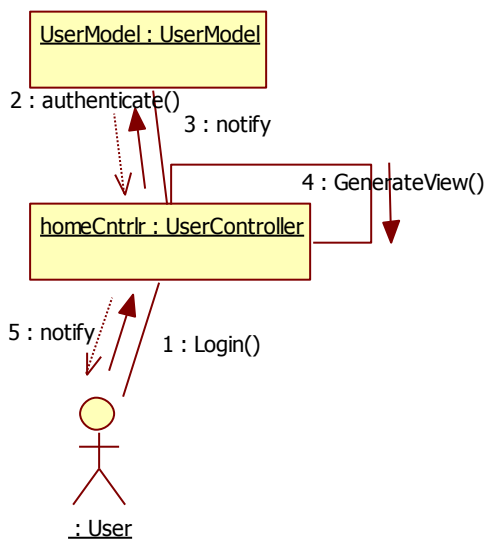 UserModel : UserModel
2 : authenticate()
3 : notify
4 : GenerateView()
homeCntrlr : UserController
5 : notify
1 : Login()
: User